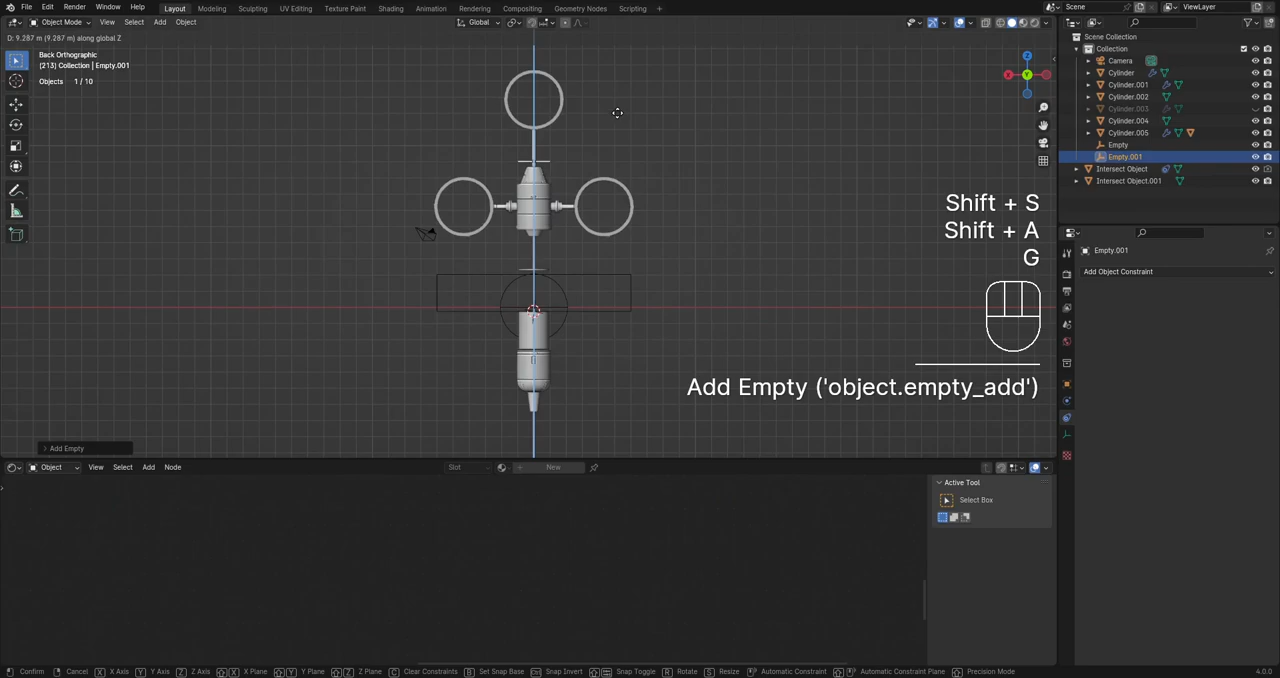 File Edit Render Window Help Layout Modeling Sculpting UV Editing Texture Paint Shading Animation Rendering Compositing Geometry Nodes Scripting + Scene ViewLayer
Object Mode View Select Add Object Global
D: 9.287 m (9.287 m) along global Z
Back Orthographic
(213) Collection | Empty.001
Objects 1 / 10
Scene Collection
Collection
Camera
Cylinder
Cylinder.001
Cylinder.002
Cylinder.003
Cylinder.004
Cylinder.005
Empty
Empty.001
Intersect Object
Intersect Object.001
Z
X
Y
Shift + S
Shift + A
G
Add Empty ('object.empty_add')
Empty.001
Add Object Constraint
Add Empty
Object View Select Add Node Slot New
Active Tool
Select Box
Confirm Cancel X X Axis Y Y Axis Z Z Axis X X Plane Y Y Plane Z Z Plane C Clear Constraints B Set Snap Base Snap Invert Snap Toggle R Rotate S Resize Automatic Constraint Automatic Constraint Plane Precision Mode 4.0.0